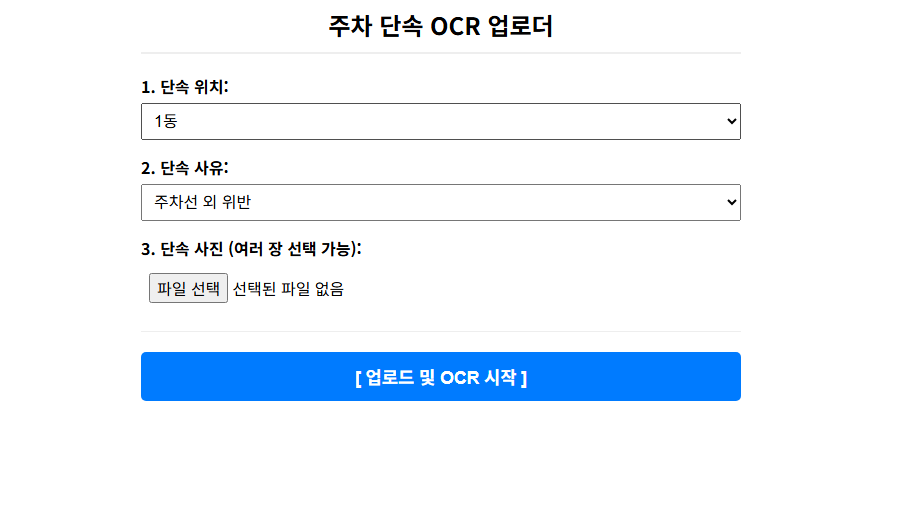 주차 단속 OCR 업로더
1. 단속 위치:
1동
2. 단속 사유:
주차선 외 위반
3. 단속 사진 (여러 장 선택 가능):
파일 선택 선택된 파일 없음
[ 업로드 및 OCR 시작 ]